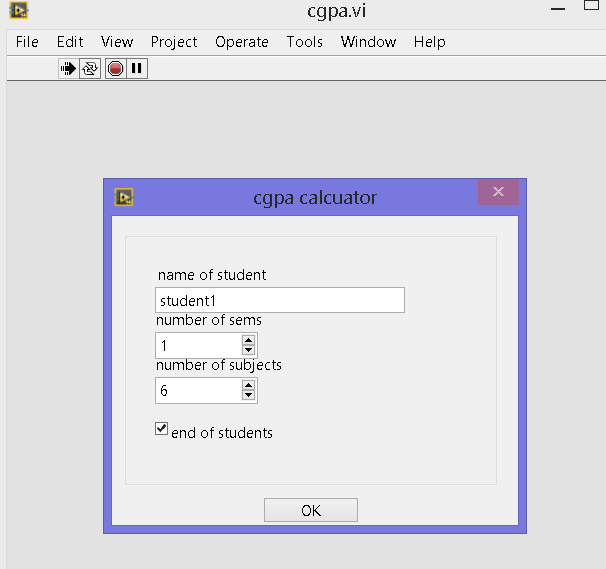 cgpa.vi
File Edit View Project Operate Tools Window Help
cgpa calcuator
name of student
student1
number of sems
1
number of subjects
6
end of students
OK